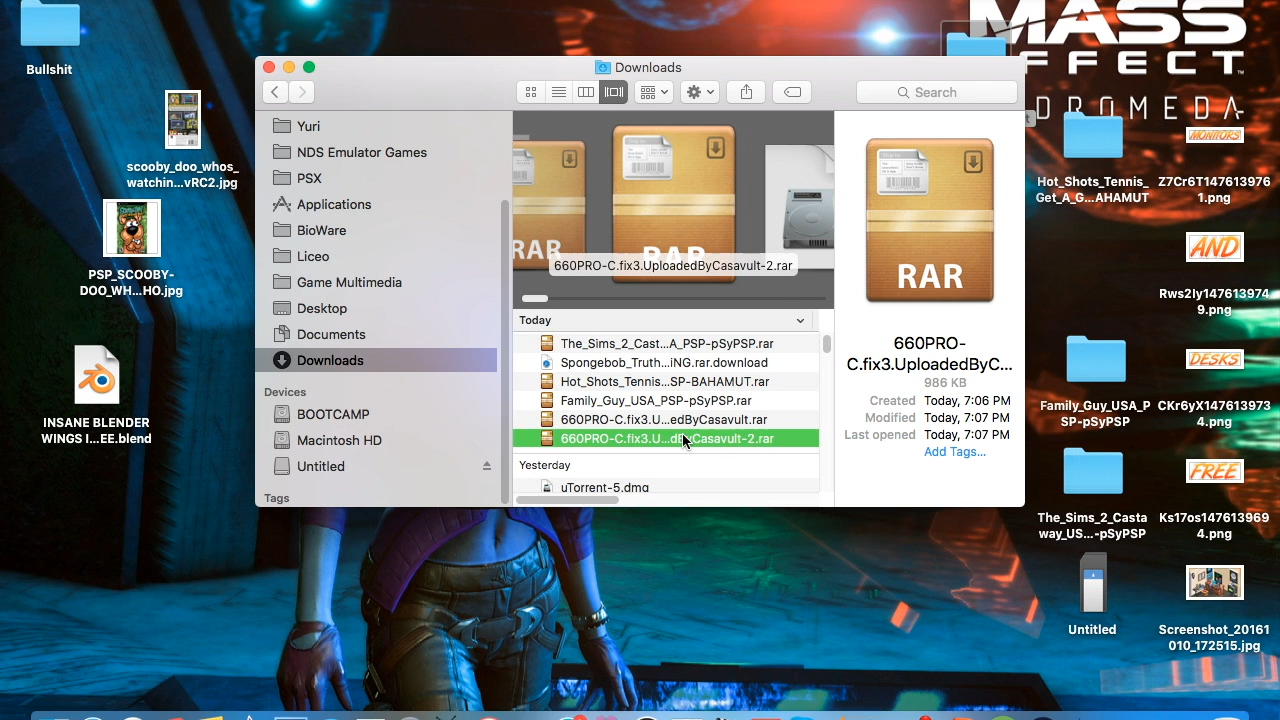 Bullshit
scooby_doo_whos_
watchin...vRC2.jpg
PSP_SCOOBY-
DOO_WH...HO.jpg
INSANE BLENDER
WINGS I....EE.blend
Downloads
Search
Yuri
NDS Emulator Games
PSX
Applications
BioWare
Liceo
Game Multimedia
Desktop
Documents
Downloads
Devices
BOOTCAMP
Macintosh HD
Untitled
Tags
RAR
RAR
660PRO-C.fix3.UploadedByCasavult-2.rar
Today
The_Sims_2_Cast...A_PSP-pSyPSP.rar
Spongebob_Truth...iNG.rar.download
Hot_Shots_Tennis...SP-BAHAMUT.rar
Family_Guy_USA_PSP-pSyPSP.rar
660PRO-C.fix3.U...edByCasavult.rar
660PRO-C.fix3.U...dByCasavult-2.rar
Yesterday
uTorrent-5.dmg
RAR
660PRO-
C.fix3.UploadedByC...
986 KB
Created Today, 7:06 PM
Modified Today, 7:07 PM
Last opened Today, 7:07 PM
Add Tags...
MASS
EFFECT
ANDROMEDA
Hot_Shots_Tennis_
Get_A_G...AHAMUT
Family_Guy_USA_P
SP-pSyPSP
The_Sims_2_Casta
way_US...-pSyPSP
Untitled
MONITORS
Z7Cr6T147613976
1.png
AND
Rws2ly147613974
9.png
DESKS
CKr6yX147613973
4.png
FREE
Ks17os147613969
4.png
Screenshot_20161
010_172515.jpg